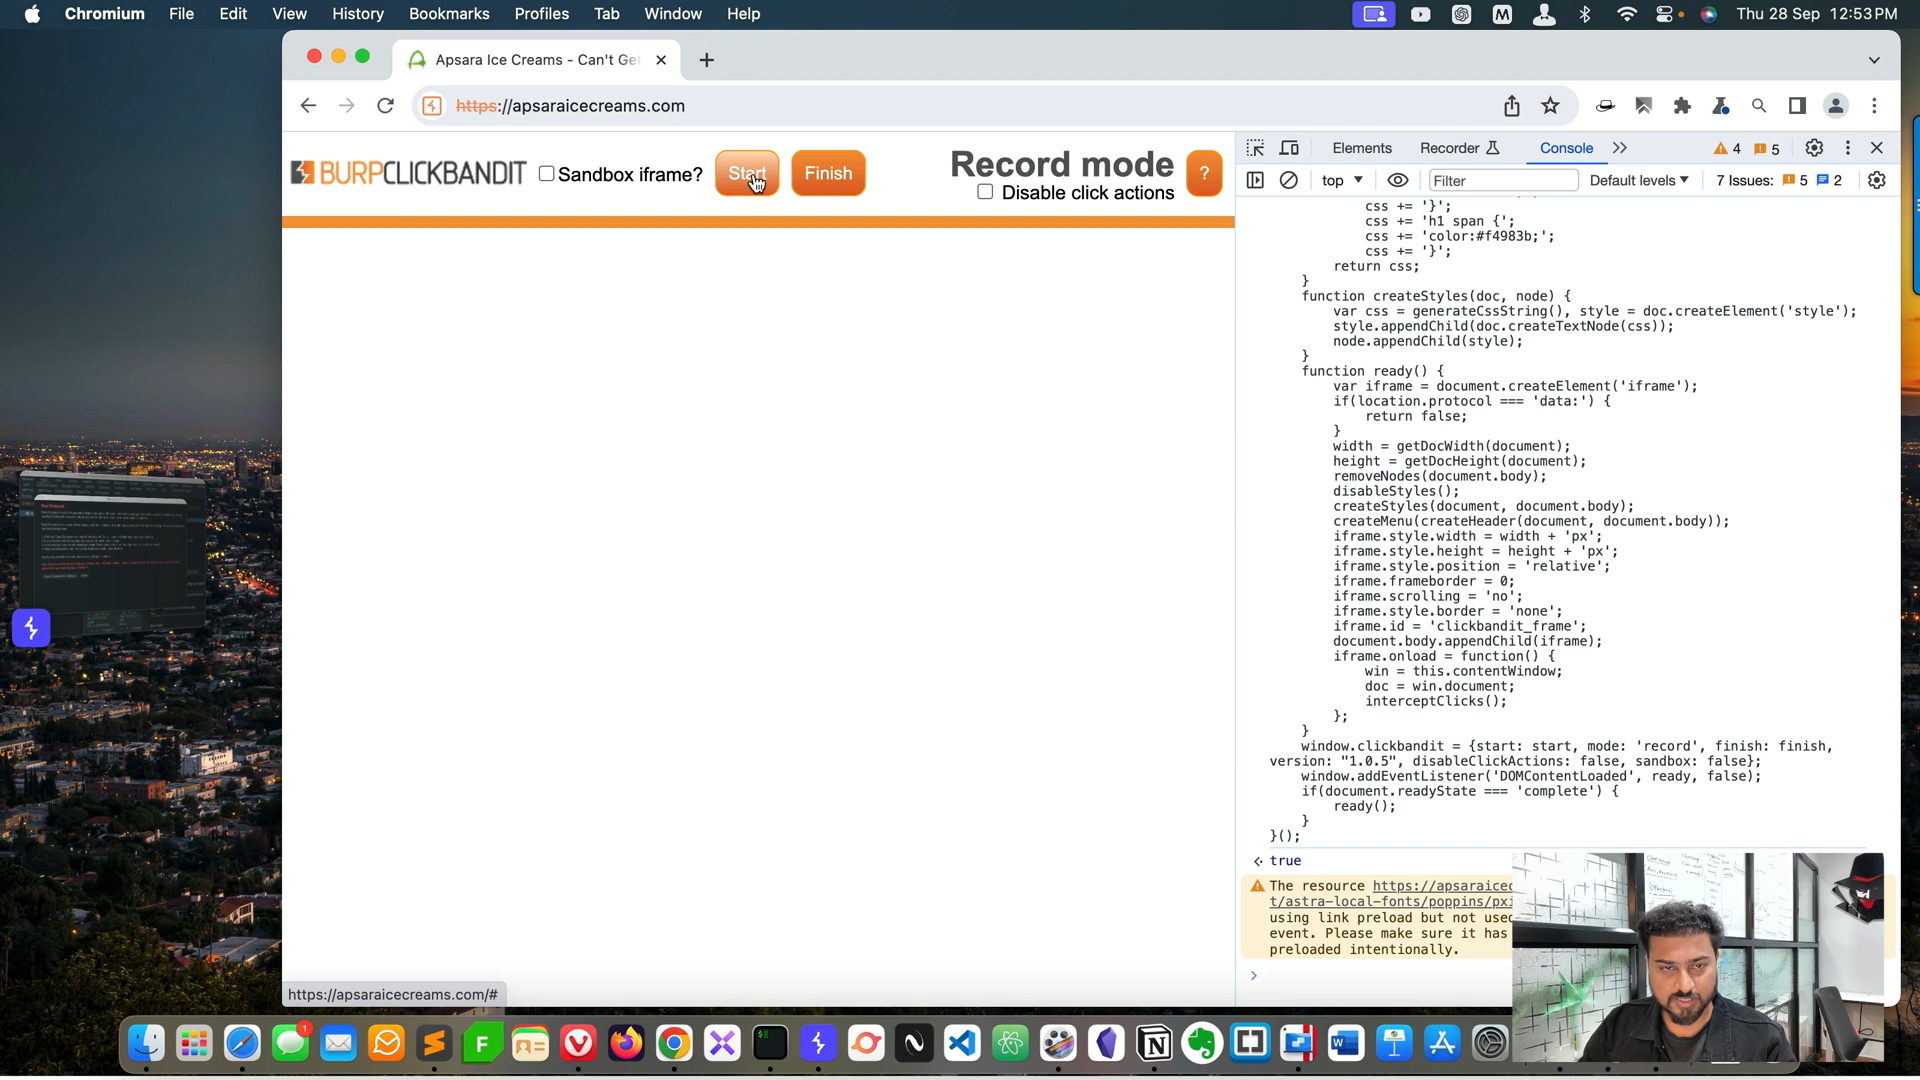 Chromium File Edit View History Bookmarks Profiles Tab Window Help
Thu 28 Sep 12:53 PM
Apsara Ice Creams - Can't Ge
https://apsaraicecreams.com
BURPCLICKBANDIT
Sandbox iframe?
Start
Finish
Record mode
Disable click actions
?
Elements Recorder Console 4 5
top Filter Default levels 7 Issues: 5 2
css += '}';
css += 'h1 span {';
css += 'color:#f4983b;';
css += '}';
return css;
}
function createStyles(doc, node) {
var css = generateCssString(), style = doc.createElement('style');
style.appendChild(doc.createTextNode(css));
node.appendChild(style);
}
function ready() {
var iframe = document.createElement('iframe');
if(location.protocol === 'data:') {
return false;
}
width = getDocWidth(document);
height = getDocHeight(document);
removeNodes(document.body);
disableStyles();
createStyles(document, document.body);
createMenu(createHeader(document, document.body));
iframe.style.width = width + 'px';
iframe.style.height = height + 'px';
iframe.style.position = 'relative';
iframe.frameborder = 0;
iframe.scrolling = 'no';
iframe.style.border = 'none';
iframe.id = 'clickbandit_frame';
document.body.appendChild(iframe);
iframe.onload = function() {
win = this.contentWindow;
doc = win.document;
interceptClicks();
};
}
window.clickbandit = {start: start, mode: 'record', finish: finish,
version: "1.0.5", disableClickActions: false, sandbox: false};
window.addEventListener('DOMContentLoaded', ready, false);
if(document.readyState === 'complete') {
ready();
}
}();
true
The resource https://apsaraicec
t/astra-local-fonts/poppins/pxi
using link preload but not used
event. Please make sure it has
preloaded intentionally.
https://apsaraicecreams.com/#